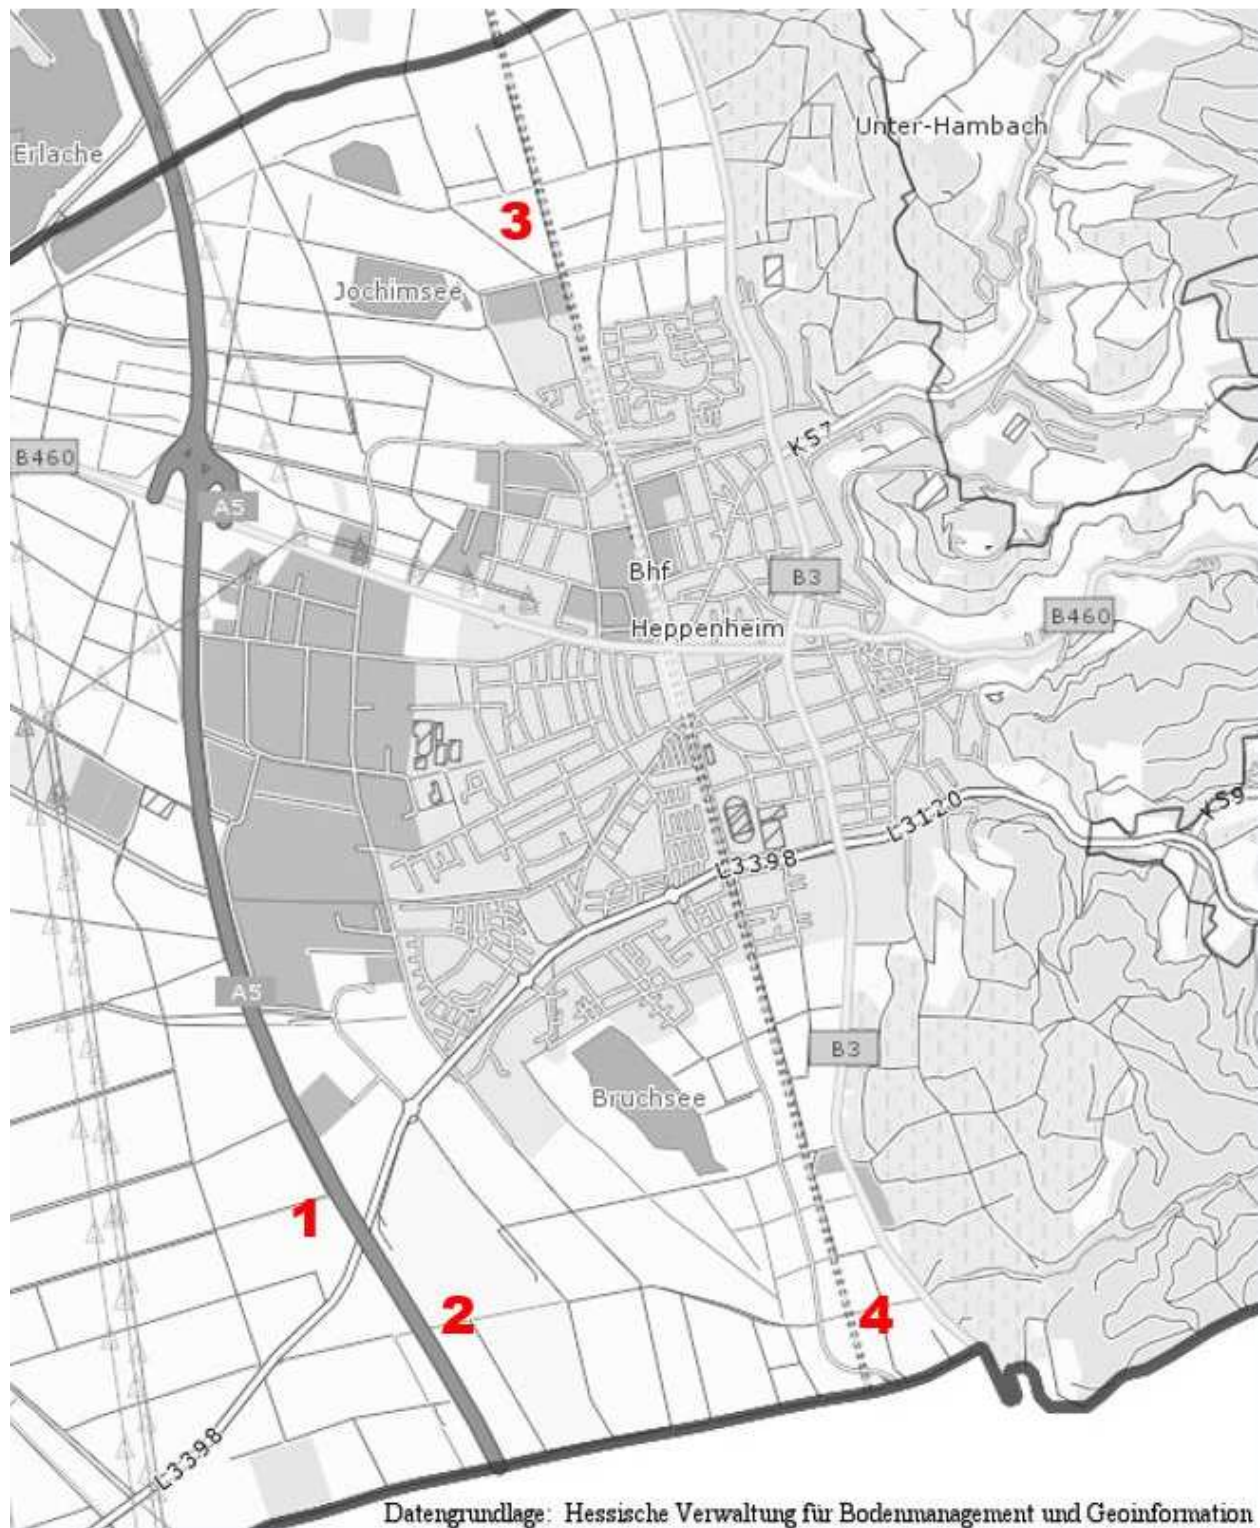 Unter-Hambach
Erlache
3
Jochimsee
K57
B460
A5
Bhf
B3
Heppenheim
B460
K59
L3120
L3398
A5
B3
Bruchsee
1
2
4
L3398
Datengrundlage: Hessische Verwaltung für Bodenmanagement und Geoinformation